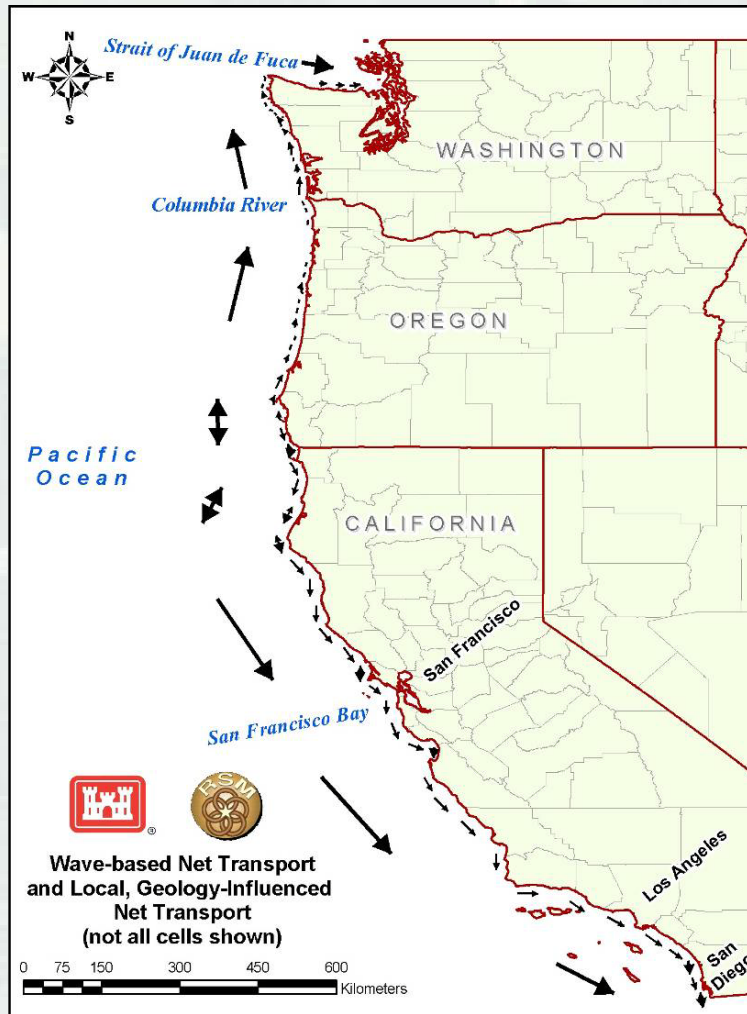 N
W E
S
Strait of Juan de Fuca
WASHINGTON
Columbia River
OREGON
Pacific
Ocean
CALIFORNIA
San Francisco
San Francisco Bay
RSM
®
Wave-based Net Transport
and Local, Geology-Influenced
Net Transport
(not all cells shown)
Los Angeles
San
Diego
0 75 150 300 450 600
Kilometers